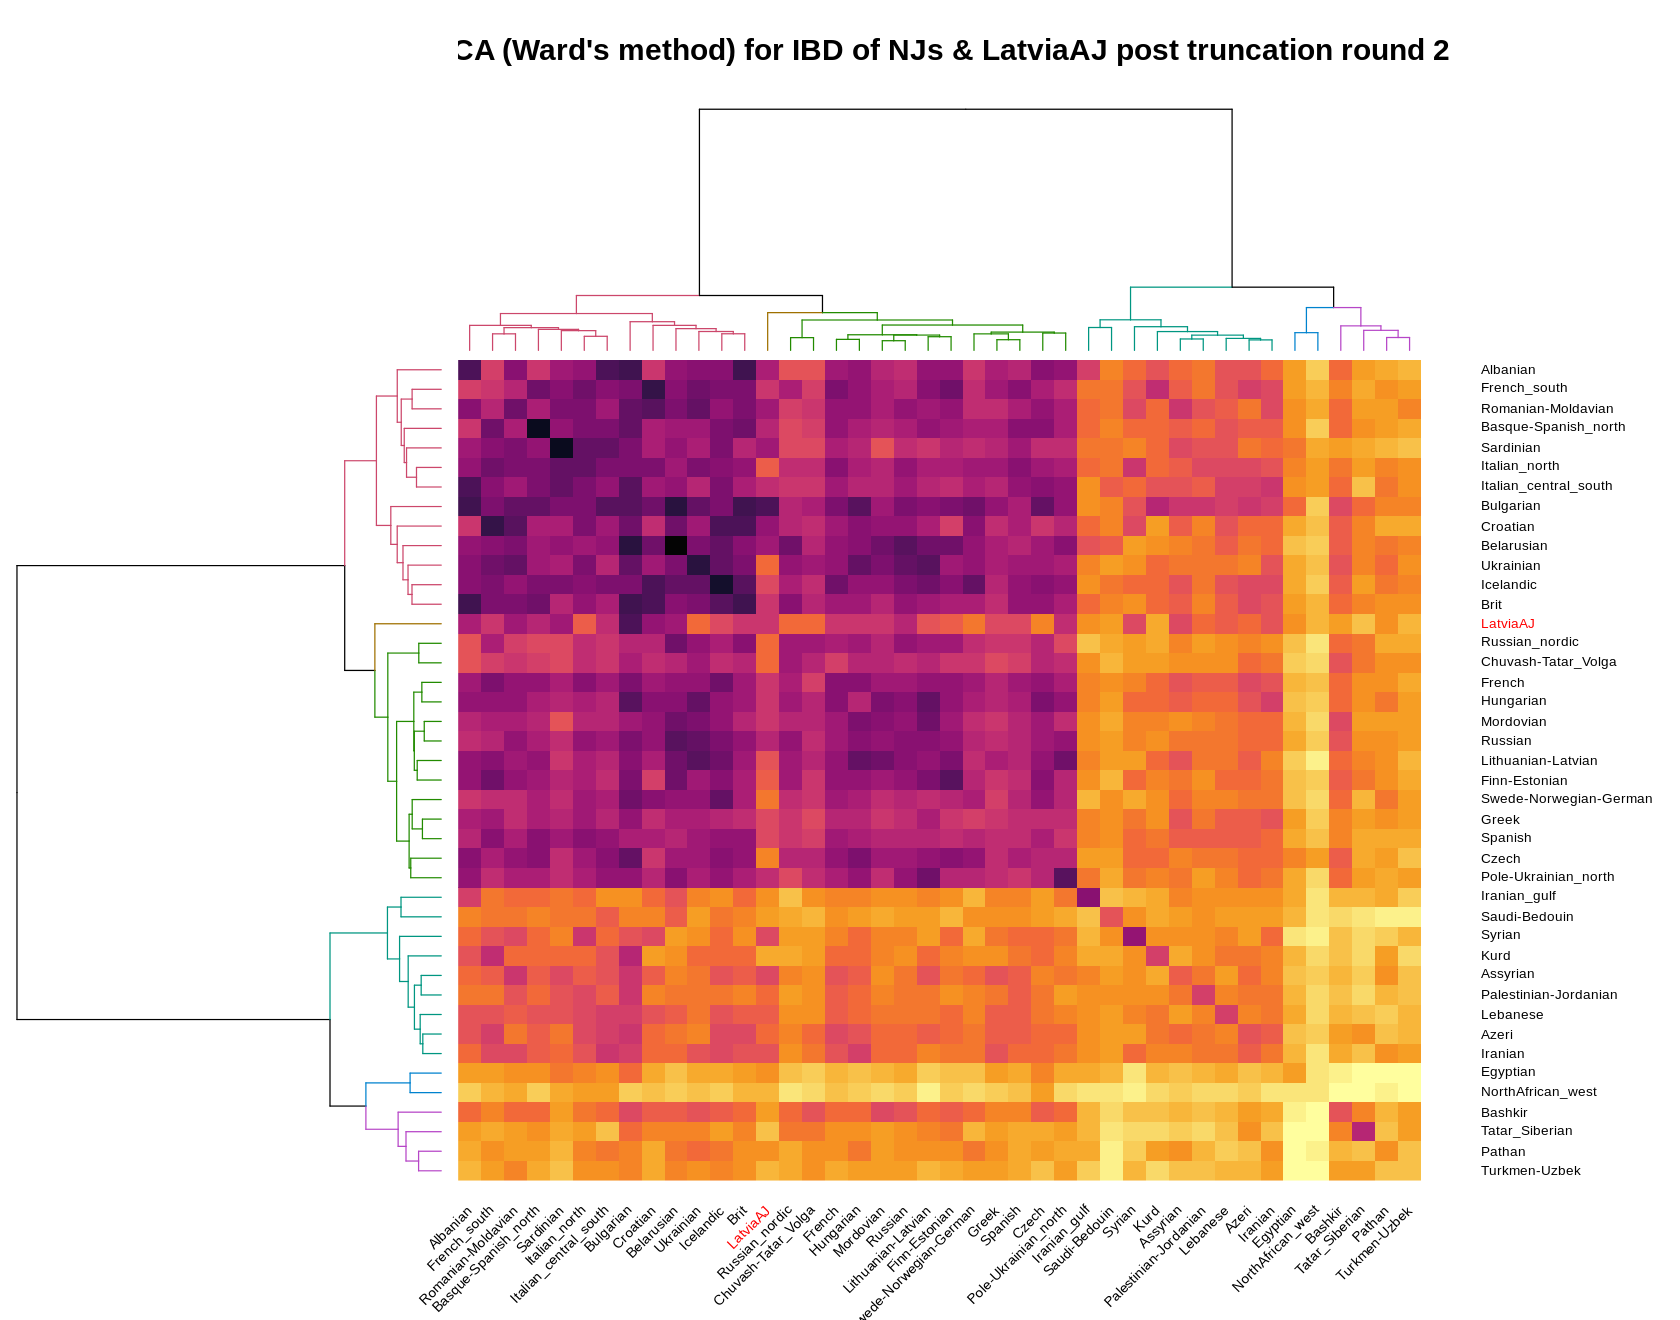 CA (Ward's method) for IBD of NJs & LatviaAJ post truncation round 2
Albanian
French_south
Romanian-Moldavian
Basque-Spanish_north
Sardinian
Italian_north
Italian_central_south
Bulgarian
Croatian
Belarusian
Ukrainian
Icelandic
Brit
LatviaAJ
Russian_nordic
Chuvash-Tatar_Volga
French
Hungarian
Mordovian
Russian
Lithuanian-Latvian
Finn-Estonian
Swede-Norwegian-German
Greek
Spanish
Czech
Pole-Ukrainian_north
Iranian_gulf
Saudi-Bedouin
Syrian
Kurd
Assyrian
Palestinian-Jordanian
Lebanese
Azeri
Iranian
Egyptian
NorthAfrican_west
Bashkir
Tatar_Siberian
Pathan
Turkmen-Uzbek
Albanian
French_south
Romanian-Moldavian
Basque-Spanish_north
Sardinian
Italian_north
Italian_central_south
Bulgarian
Croatian
Belarusian
Ukrainian
Icelandic
Brit
LatviaAJ
Russian_nordic
Chuvash-Tatar_Volga
French
Hungarian
Mordovian
Russian
Lithuanian-Latvian
Finn-Estonian
wede-Norwegian-German
Greek
Spanish
Czech
Pole-Ukrainian_north
Iranian_gulf
Saudi-Bedouin
Syrian
Kurd
Assyrian
Palestinian-Jordanian
Lebanese
Azeri
Iranian
Egyptian
NorthAfrican_west
Bashkir
Tatar_Siberian
Pathan
Turkmen-Uzbek